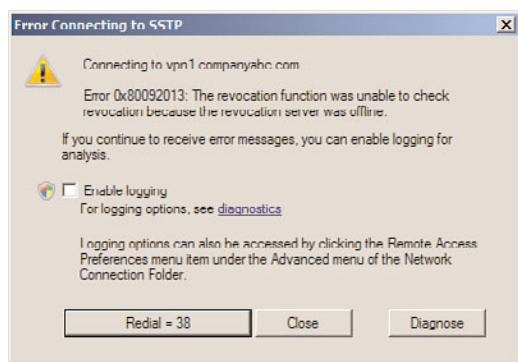 Error Connecting to SSTP
Connecting to vpn1.companyabc.com...
Error 0x80092013: The revocation function was unable to check
revocation because the revocation server was offline.
If you continue to receive error messages, you can enable logging for
analysis.
Enable logging
For logging options, see diagnostics
Logging options can also be accessed by clicking the Remote Access
Preferences menu item under the Advanced menu of the Network
Connection Folder.
Redial = 38
Close
Diagnose